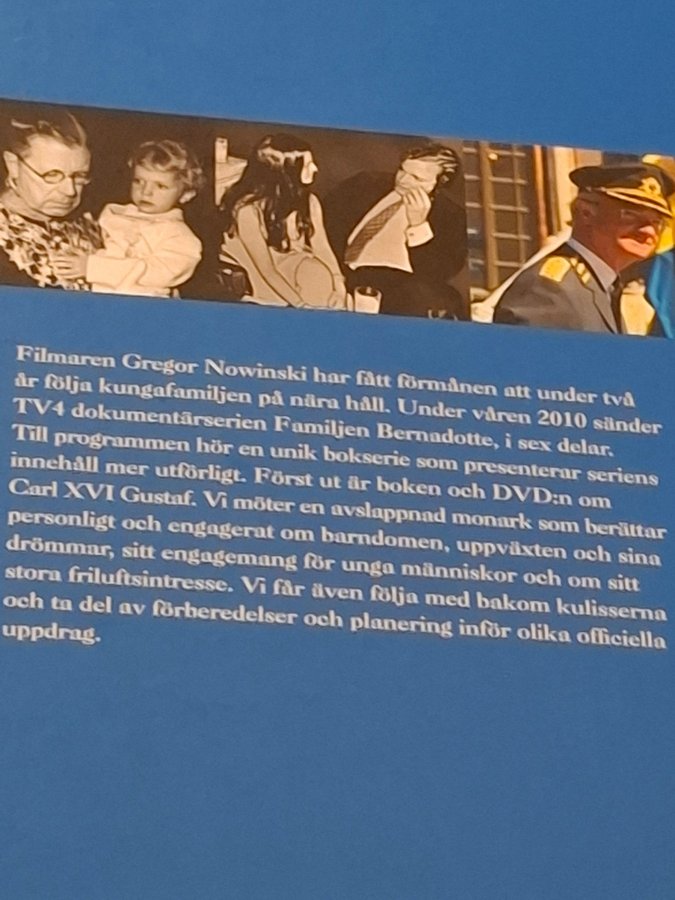 Filmaren Gregor Nowinski har fått förmånen att under två
år följa kungafamiljen på nära håll. Under våren 2010 sänder
TV4 dokumentärserien Familjen Bernadotte, i sex delar.
Till programmen hör en unik bokserie som presenterar seriens
innehåll mer utförligt. Först ut är boken och DVD:n om
Carl XVI Gustaf. Vi möter en avslappnad monark som berättar
personligt och engagerat om barndomen, uppväxten och sina
drömmar, sitt engagemang för unga människor och om sitt
stora friluftsintresse. Vi får även följa med bakom kulisserna
och ta del av förberedelser och planering inför olika officiella
uppdrag.